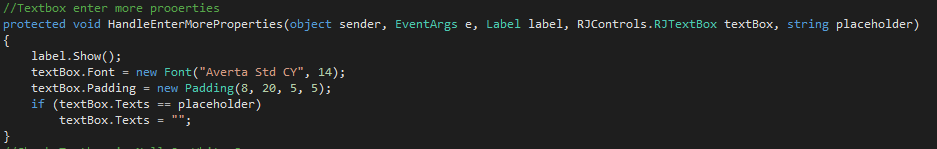 //Textbox enter more prooerties
protected void HandleEnterMoreProperties(object sender, EventArgs e, Label label, RJControls.RJTextBox textBox, string placeholder)
{
label.Show();
textBox.Font = new Font("Averta Std CY", 14);
textBox.Padding = new Padding(8, 20, 5, 5);
if (textBox.Texts == placeholder)
textBox.Texts = "";
}